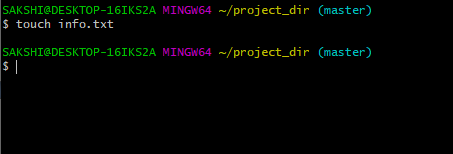 SAKSHI@DESKTOP-16IKS2A MINGW64 ~/project_dir (master)
$ touch info.txt
SAKSHI@DESKTOP-16IKS2A MINGW64 ~/project_dir (master)
$